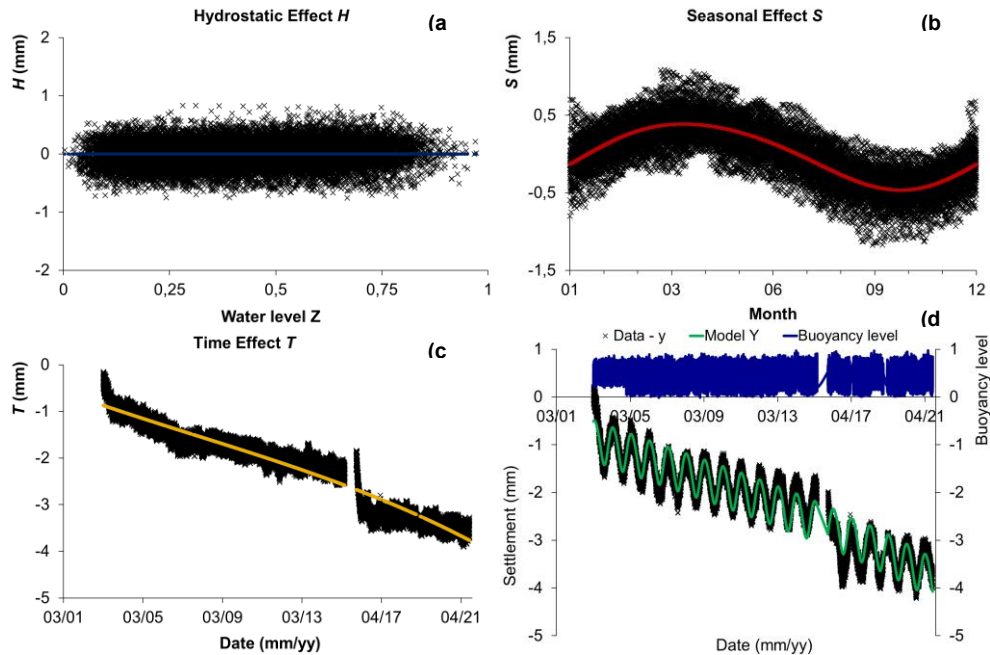 Hydrostatic Effect H
(a
H (mm)
2
1
0
-1
-2
0
0,25
0,5
0,75
1
Water level Z
Seasonal Effect S
(b
S (mm)
1,5
0,5
-0,5
-1,5
01
03
06
09
12
Month
Time Effect T
(c
T (mm)
0
-1
-2
-3
-4
-5
03/01
03/05
03/09
03/13
04/17
04/21
Date (mm/yy)
(d
Data - y
Model Y
Buoyancy level
Settlement (mm)
1
0
-1
-2
-3
-4
-5
03/01
03/05
03/09
03/13
04/17
04/21
1
0
-1
-2
-3
-4
-5
Buoyancy level
Date (mm/yy)